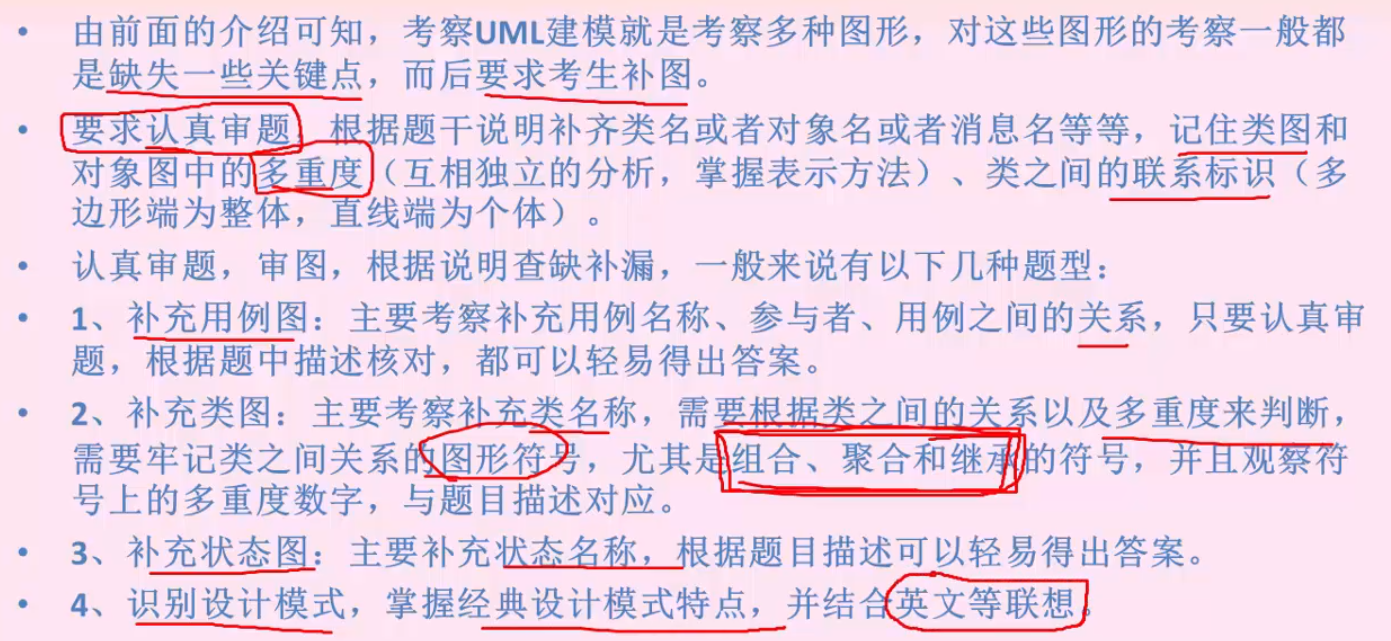 • 由前面的介绍可知，考察UML建模就是考察多种图形，对这些图形的考察一般都
是缺失一些关键点，而后要求考生补图。
• 要求认真审题，根据题干说明补齐类名或者对象名或者消息名等等，记住类图和
对象图中的多重度（互相独立的分析，掌握表示方法）、类之间的联系标识（多
边形端为整体，直线端为个体）。
• 认真审题，审图，根据说明查缺补漏，一般来说有以下几种题型：
• 1、补充用例图：主要考察补充用例名称、参与者、用例之间的关系，只要认真审
题，根据题中描述核对，都可以轻易得出答案。
• 2、补充类图：主要考察补充类名称，需要根据类之间的关系以及多重度来判断，
需要牢记类之间关系的图形符号，尤其是组合、聚合和继承的符号，并且观察符
号上的多重度数字，与题目描述对应。
• 3、补充状态图：主要补充状态名称，根据题目描述可以轻易得出答案。
• 4、识别设计模式，掌握经典设计模式特点，并结合英文等联想。